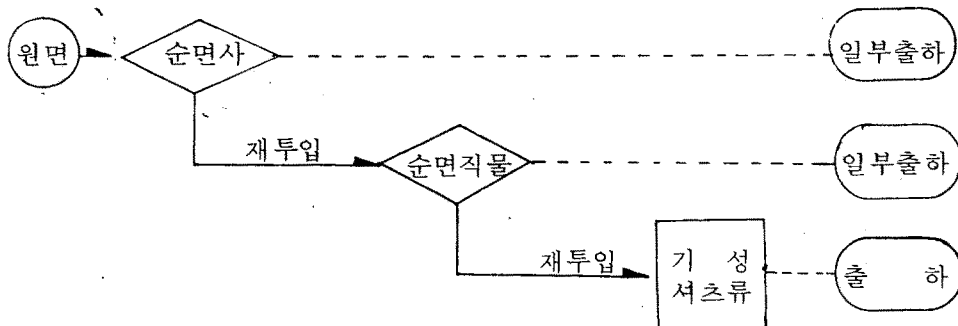 원면 순면사 일부출하
재투입 순면직물 일부출하
재투입 기 성 출 하
셔츠류